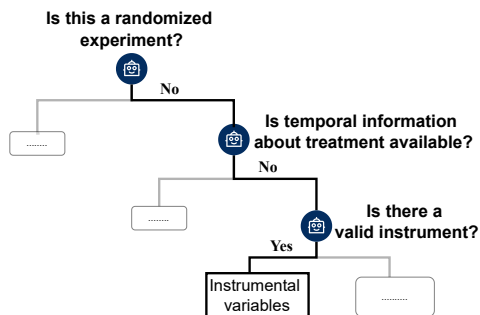 Is this a randomized
experiment?
No
........
Is temporal information
about treatment available?
No
........
Is there a
valid instrument?
Yes
Instrumental
variables
..........